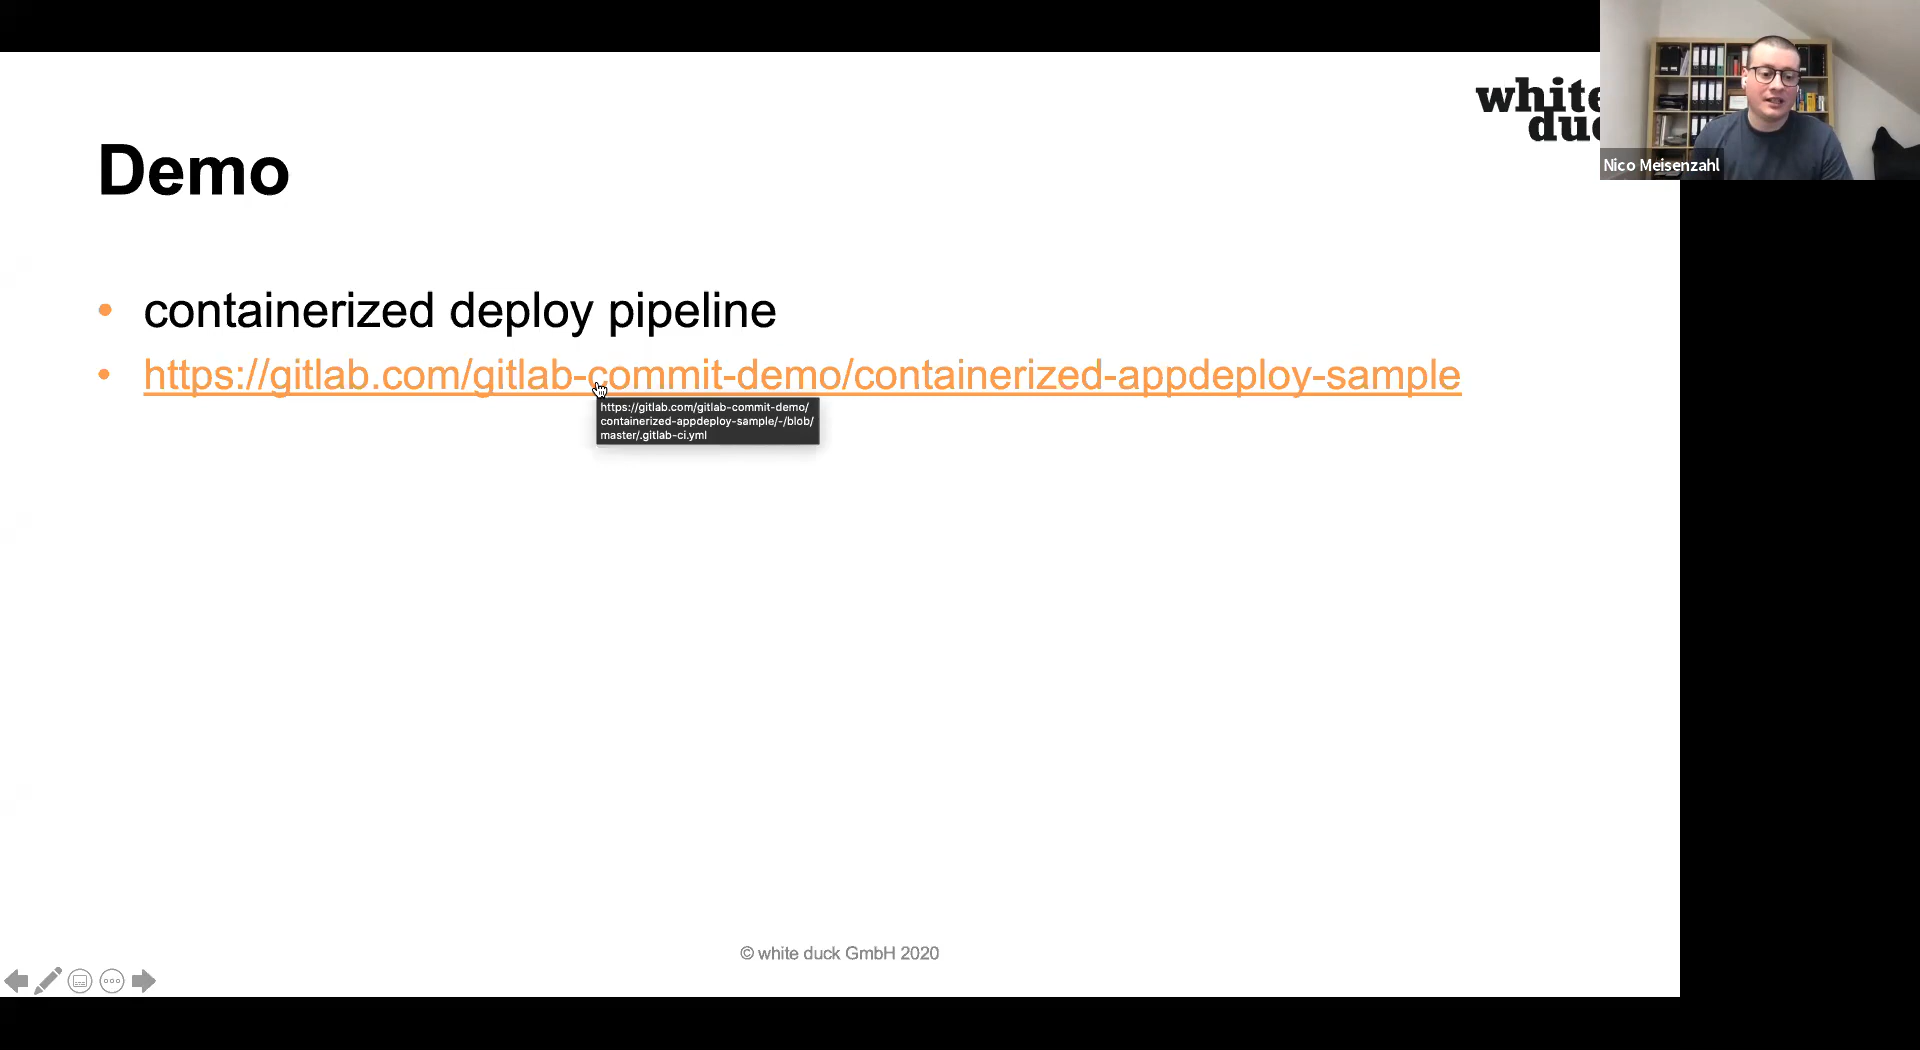 white
duc
Nico Meisenzahl
Demo
• containerized deploy pipeline
• https://gitlab.com/gitlab-commit-demo/containerized-appdeploy-sample
https://gitlab.com/gitlab-commit-demo/
containerized-appdeploy-sample/-/blob/
master/.gitlab-ci.yml
© white duck GmbH 2020